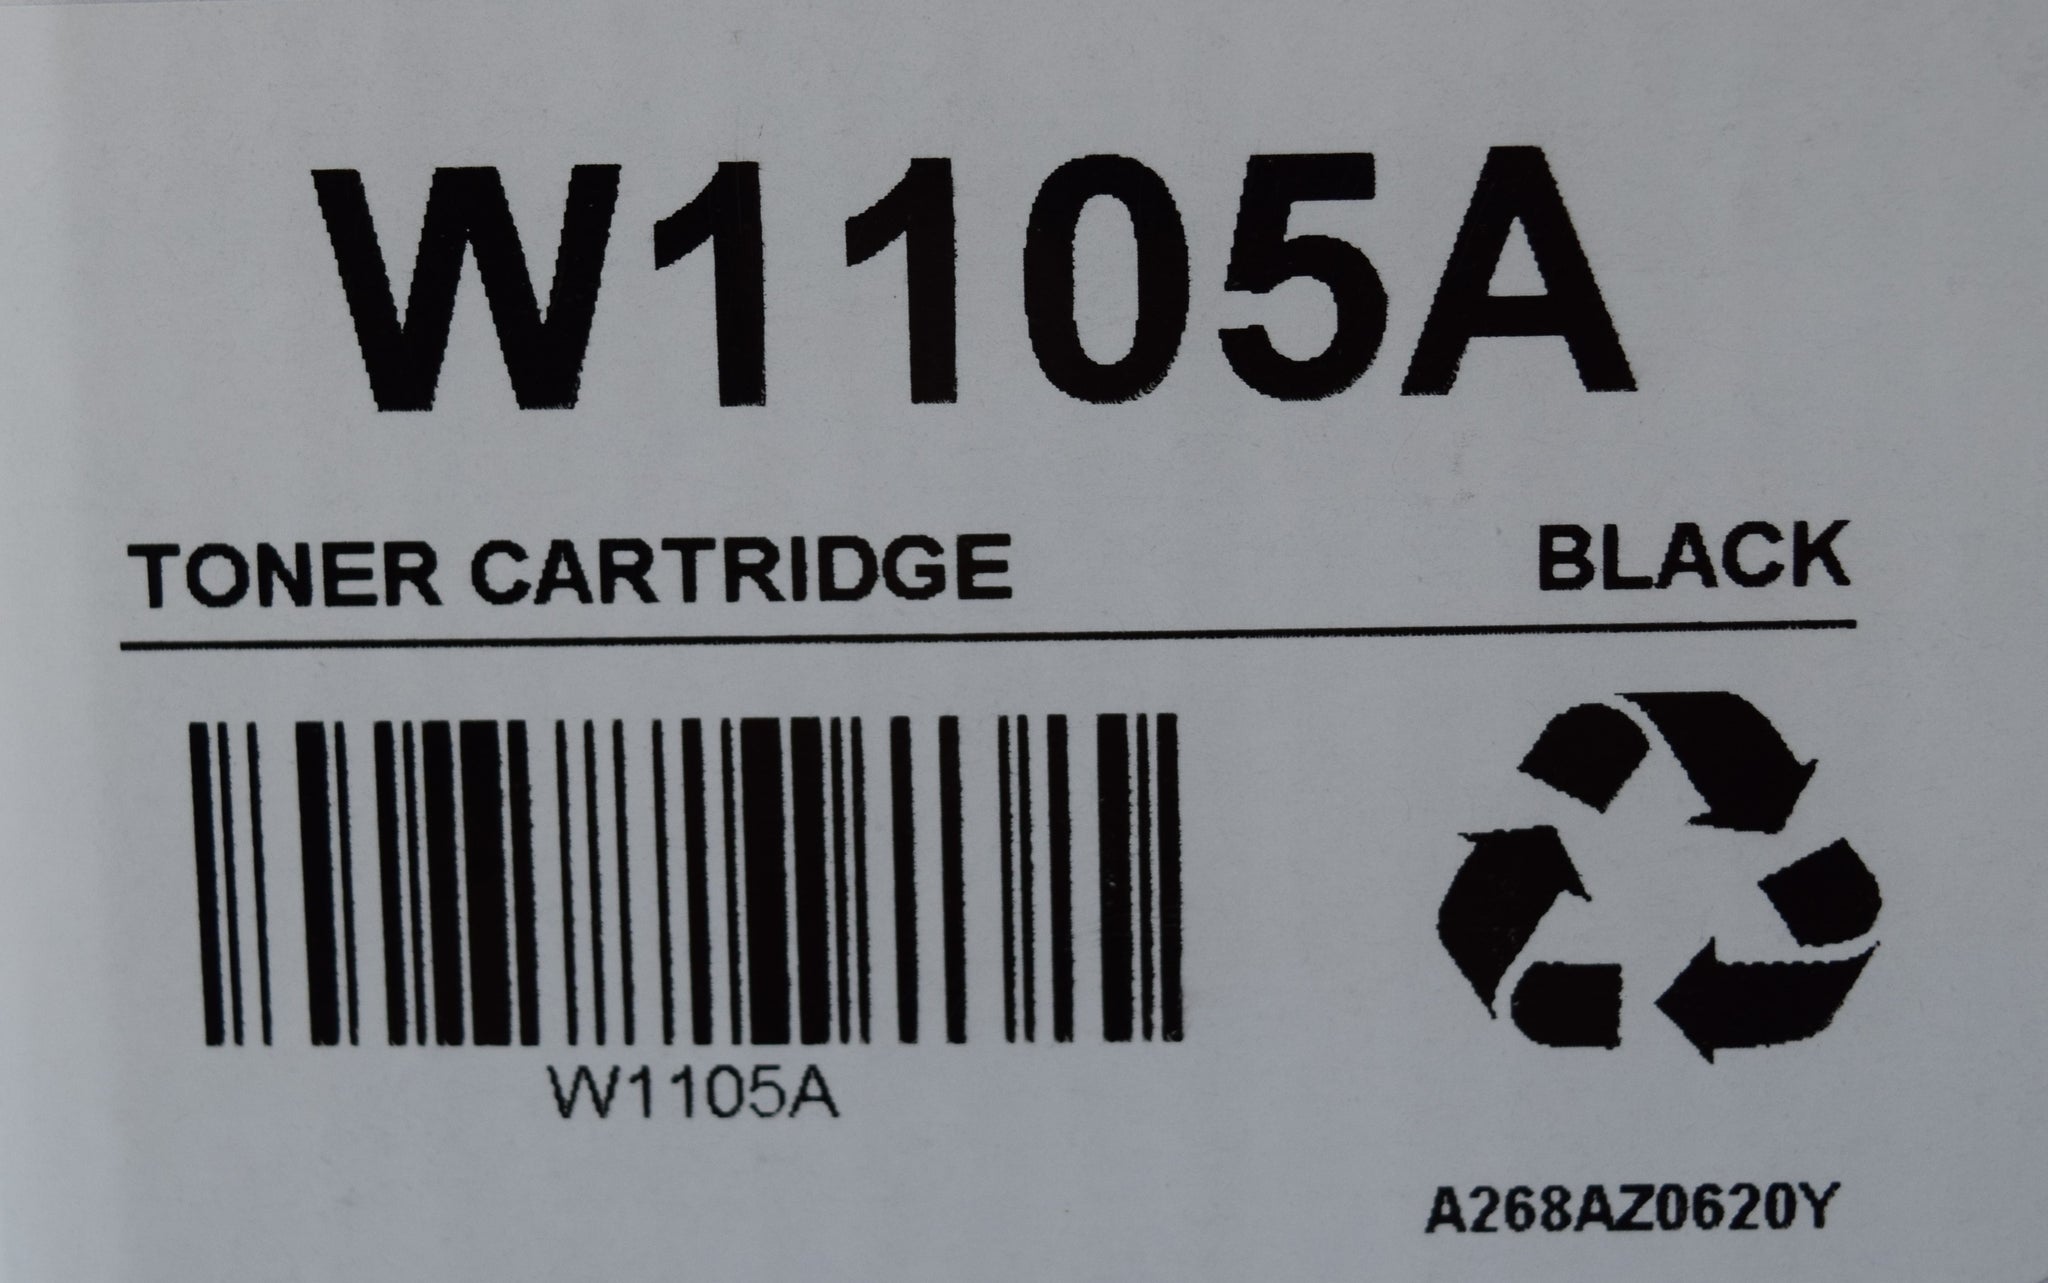 W1105A
TONER CARTRIDGE BLACK
W1105A
A268AZ0620Y